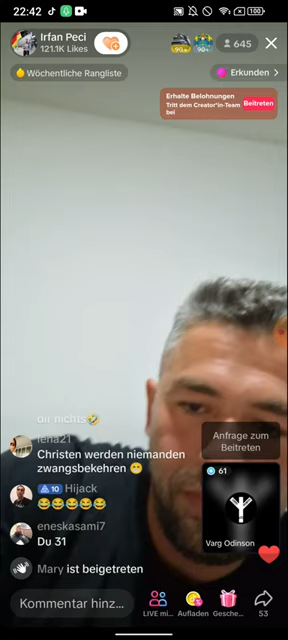 22:42
100
Irfan Peci
121.1K Likes
645
Wöchentliche Rangliste
Erkunden >
Erhalte Belohnungen
Tritt dem Creator*in-Team
bei
Beitreten
dir nichts🤣
lena21
Christen werden niemanden
zwangsbekehren 😁
10 Hijack
😂😂😂😂😂
eneskasami7
Du 31
Mary ist beigetreten
Anfrage zum
Beitreten
61
Varg Odinson
Kommentar hinz...
LIVE mi...
Aufladen
Gesche...
53